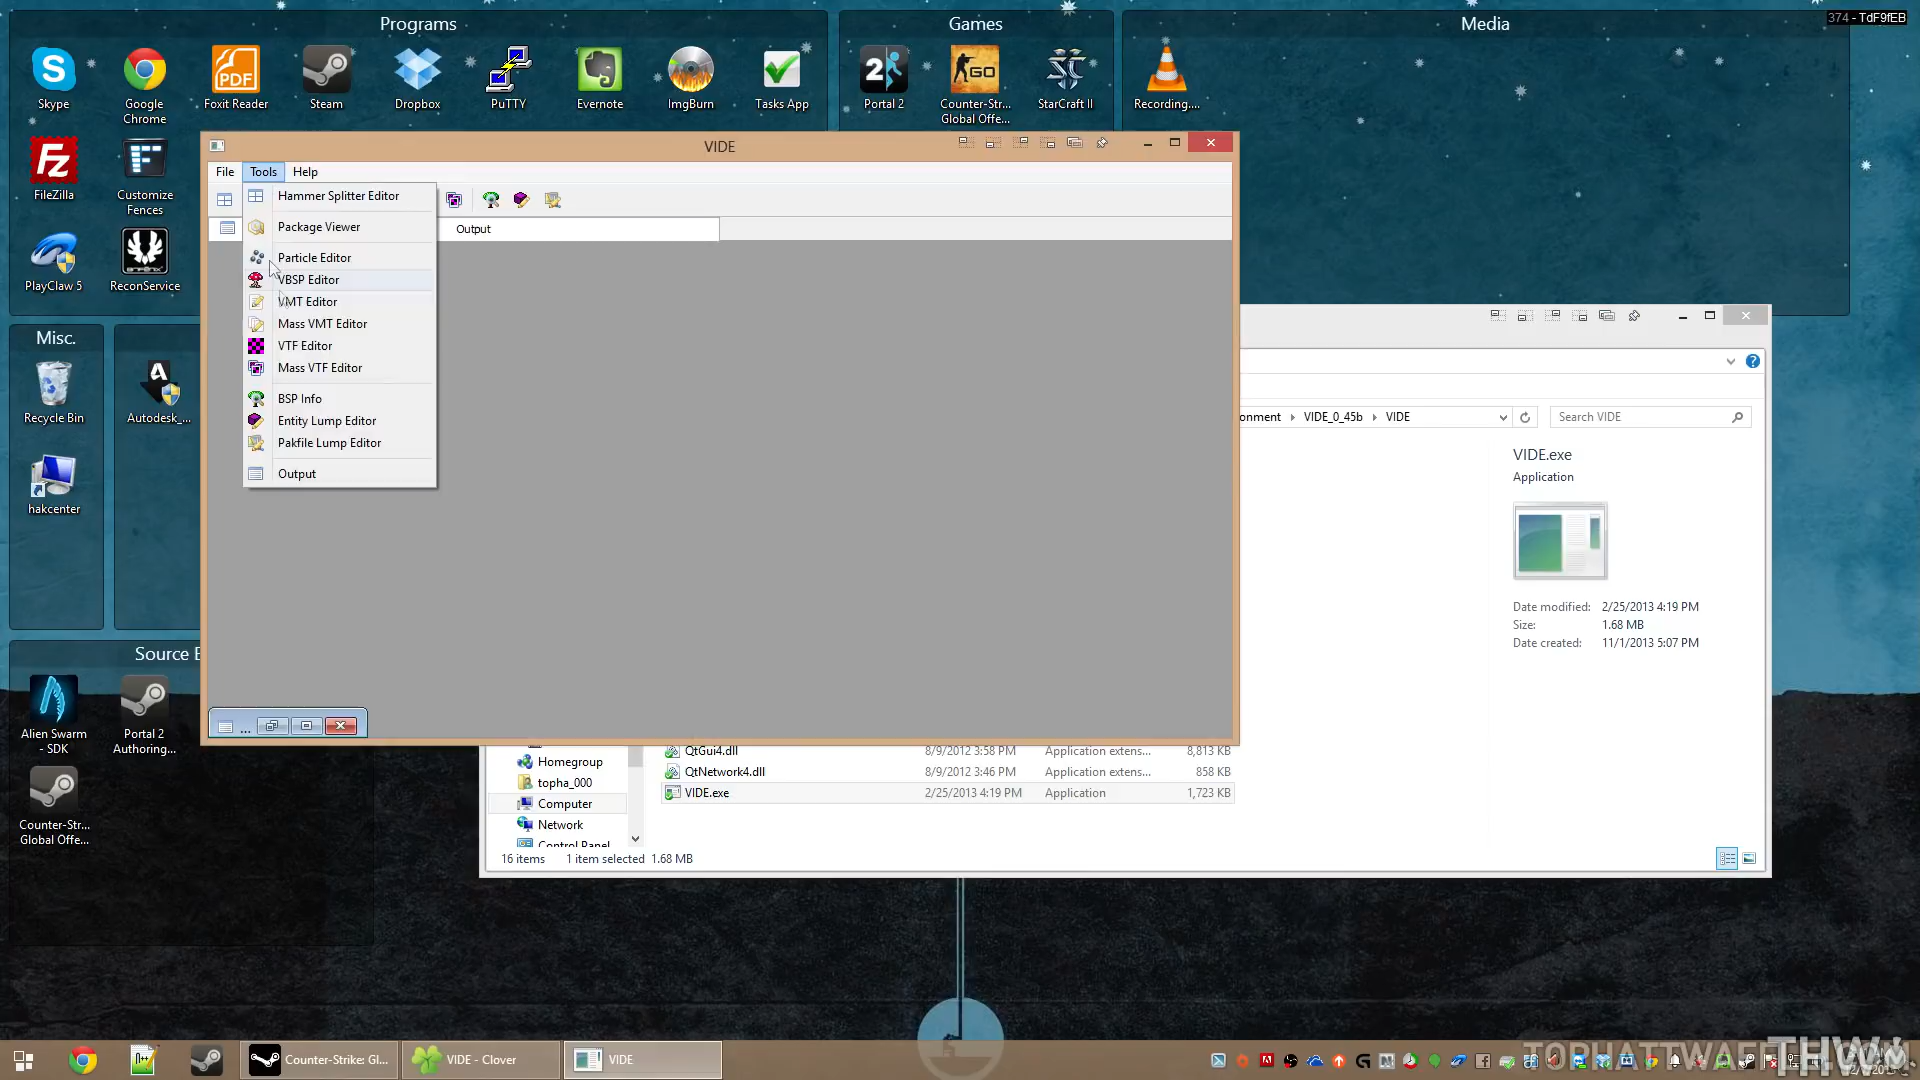 Programs
Games
Media
374 - TdF9fEB
Skype
Google
Chrome
Foxit Reader
Steam
Dropbox
PuTTY
Evernote
ImgBurn
Tasks App
Portal 2
Counter-Str...
Global Offe...
StarCraft II
Recording....
FileZilla
Customize
Fences
PlayClaw 5
ReconService
Misc.
Recycle Bin
Autodesk_...
hakcenter
Source E
Alien Swarm
- SDK
Portal 2
Authoring...
Counter-Str...
Global Offe...
VIDE
File
Tools
Help
Hammer Splitter Editor
Package Viewer
Particle Editor
VBSP Editor
VMT Editor
Mass VMT Editor
VTF Editor
Mass VTF Editor
BSP Info
Entity Lump Editor
Pakfile Lump Editor
Output
Output
...
onment
VIDE_0_45b
VIDE
Search VIDE
VIDE.exe
Application
Date modified: 2/25/2013 4:19 PM
Size: 1.68 MB
Date created: 11/1/2013 5:07 PM
Homegroup
topha_000
Computer
Network
Control Panel
QtGui4.dll 8/9/2012 3:58 PM Application extens... 8,813 KB
QtNetwork4.dll 8/9/2012 3:46 PM Application extens... 858 KB
VIDE.exe 2/25/2013 4:19 PM Application 1,723 KB
16 items 1 item selected 1.68 MB
Counter-Strike: Gl...
VIDE - Clover
VIDE